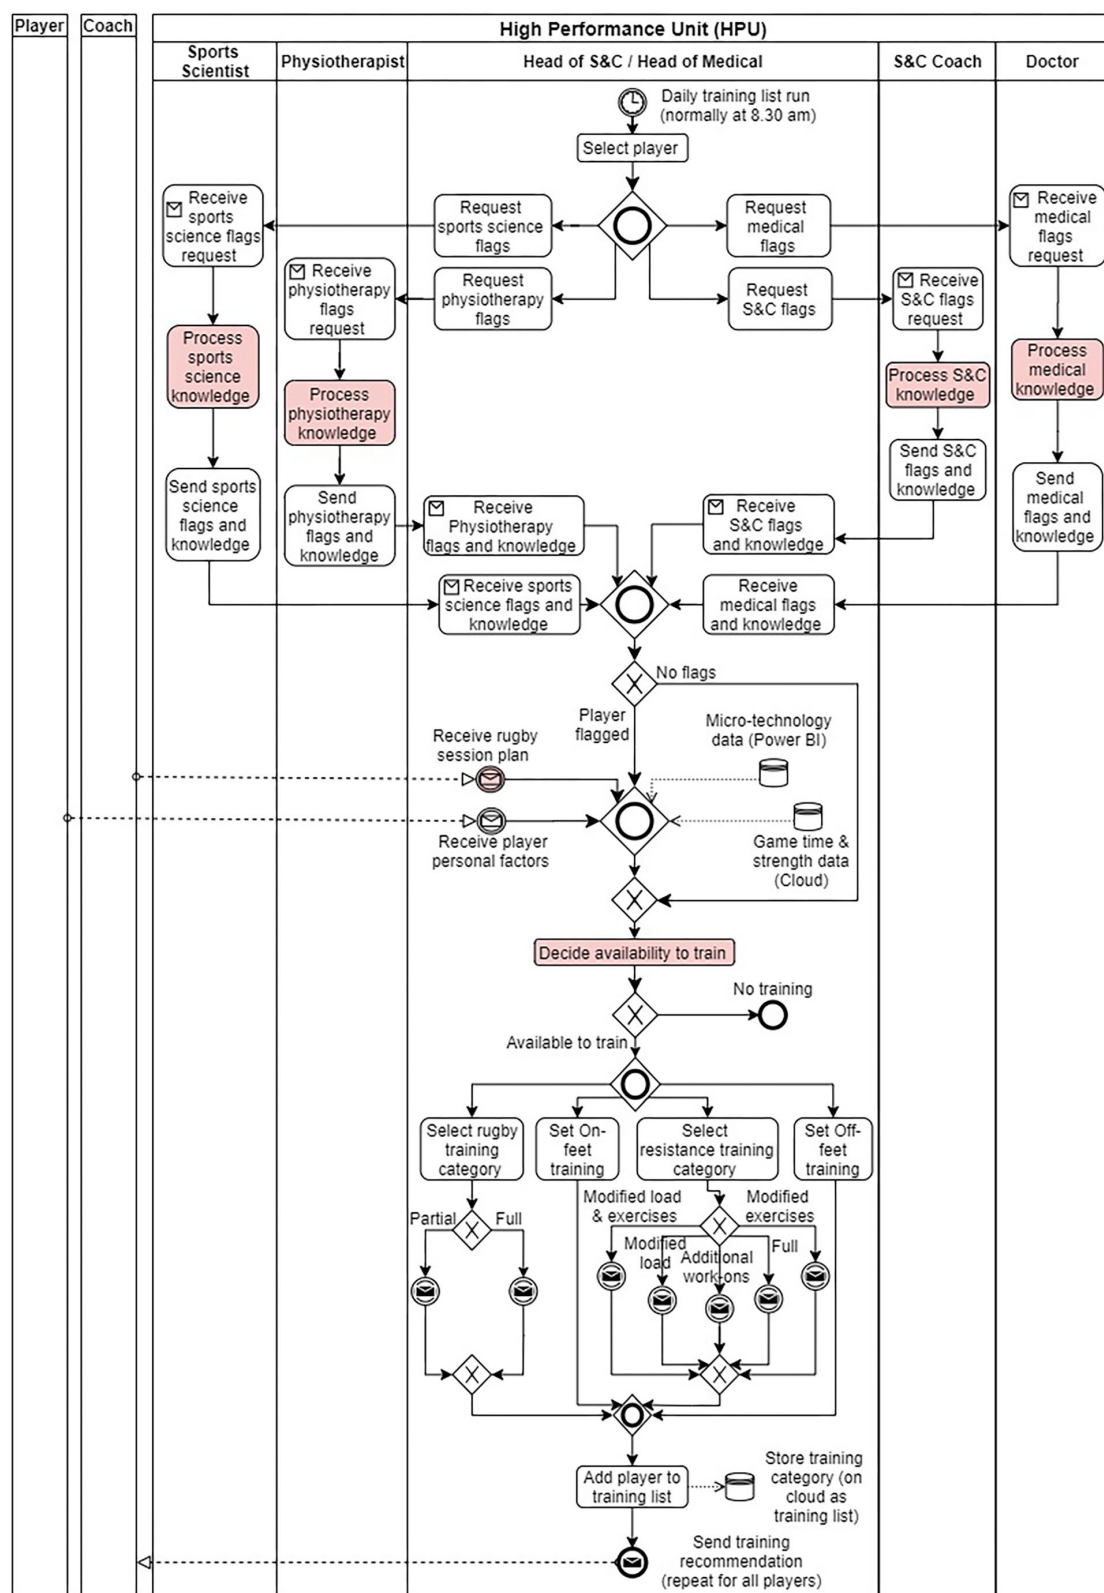 Player
Coach
High Performance Unit (HPU)
Sports
Scientist
Physiotherapist
Head of S&C / Head of Medical
S&C Coach
Doctor
Daily training list run
(normally at 8.30 am)
Select player
Receive
sports
science flags
request
Request
sports science
flags
Request
medical
flags
Receive
medical
flags
request
Receive
physiotherapy
flags
request
Request
physiotherapy
flags
Request
S&C flags
Receive
S&C flags
request
Process
sports
science
knowledge
Process
physiotherapy
knowledge
Process S&C
knowledge
Process
medical
knowledge
Send sports
science
flags and
knowledge
Send
physiotherapy
flags and
knowledge
Receive
Physiotherapy
flags and knowledge
Receive
S&C flags
and knowledge
Send S&C
flags and
knowledge
Send
medical
flags and
knowledge
Receive sports
science flags and
knowledge
Receive
medical flags
and knowledge
X
No flags
Player
flagged
Micro-technology
data (Power BI)
Receive rugby
session plan
Receive player
personal factors
Game time &
strength data
(Cloud)
X
Decide availability to train
X
No training
Available to train
Select rugby
training
category
Set On-
feet
training
Select
resistance training
category
Set Off-
feet
training
Partial
X
Full
Modified load
& exercises
X
Modified
exercises
Modified
load
Additional
work-ons
Full
X
X
Add player to
training list
Store training
category (on
cloud as
training list)
Send training
recommendation
(repeat for all players)